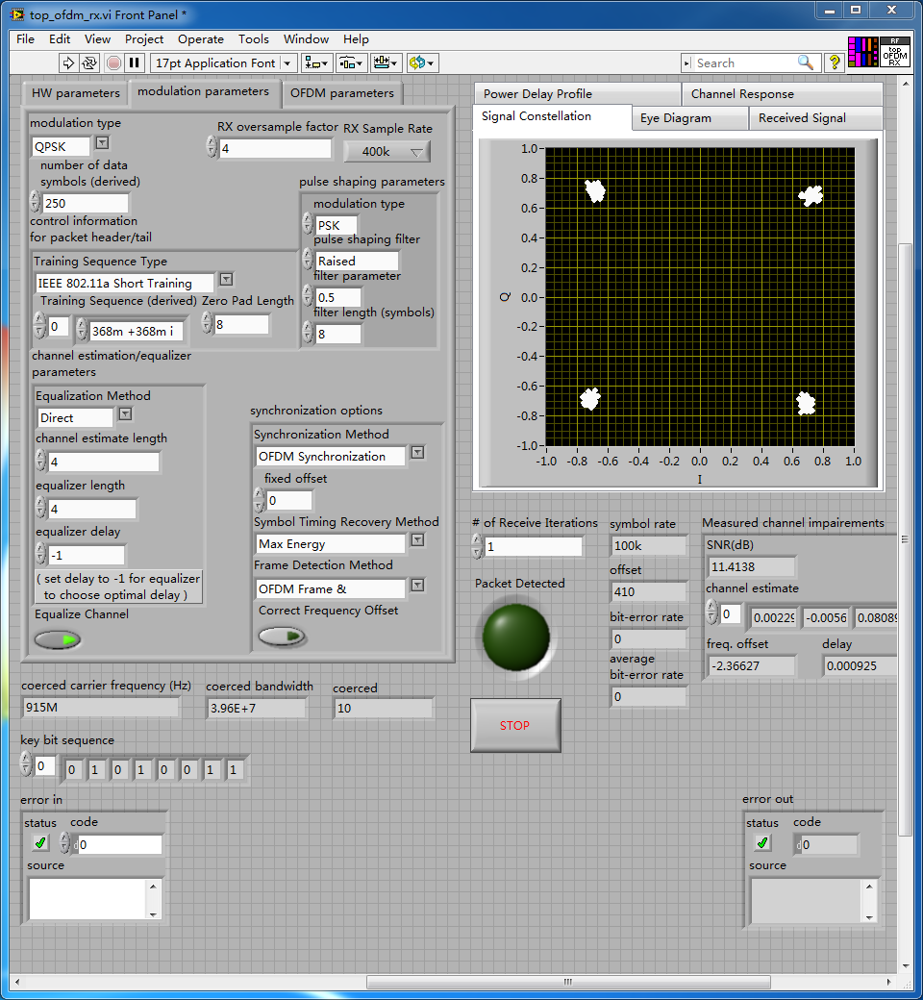 top_ofdm_rx.vi Front Panel *
File Edit View Project Operate Tools Window Help
17pt Application Font
Search
?
RF
top
OFDM
RX
HW parameters
modulation parameters
OFDM parameters
modulation type
QPSK
number of data
symbols (derived)
250
RX oversample factor
4
RX Sample Rate
400k
control information
for packet header/tail
Training Sequence Type
IEEE 802.11a Short Training
Training Sequence (derived)
0
368m +368m i
Zero Pad Length
8
pulse shaping parameters
modulation type
PSK
pulse shaping filter
Raised
filter parameter
0.5
filter length (symbols)
8
channel estimation/equalizer
parameters
Equalization Method
Direct
channel estimate length
4
equalizer length
4
equalizer delay
-1
( set delay to -1 for equalizer
to choose optimal delay )
Equalize Channel
synchronization options
Synchronization Method
OFDM Synchronization
fixed offset
0
Symbol Timing Recovery Method
Max Energy
Frame Detection Method
OFDM Frame &
Correct Frequency Offset
Power Delay Profile
Channel Response
Signal Constellation
Eye Diagram
Received Signal
1.0
0.8
0.6
0.4
0.2
0.0
-0.2
-0.4
-0.6
-0.8
-1.0
Q
-1.0 -0.8 -0.6 -0.4 -0.2 0.0 0.2 0.4 0.6 0.8 1.0
I
# of Receive Iterations
1
Packet Detected
STOP
symbol rate
100k
offset
410
bit-error rate
0
average
bit-error rate
0
Measured channel impairements
SNR(dB)
11.4138
channel estimate
0
0.00229 -0.0056 0.08089
freq. offset
-2.36627
delay
0.000925
coerced carrier frequency (Hz)
915M
coerced bandwidth
3.96E+7
coerced
10
key bit sequence
0
0 1 0 1 0 0 1 1
error in
status code
d0
source
error out
status code
d0
source